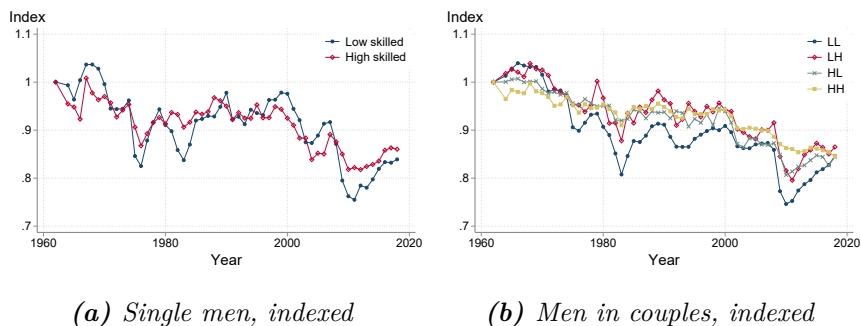 Index
1.1
1
.9
.8
.7
1960
1980
2000
2020
Year
Low skilled
High skilled
(a) Single men, indexed
Index
1.1
1
.9
.8
.7
1960
1980
2000
2020
Year
LL
LH
HL
HH
(b) Men in couples, indexed